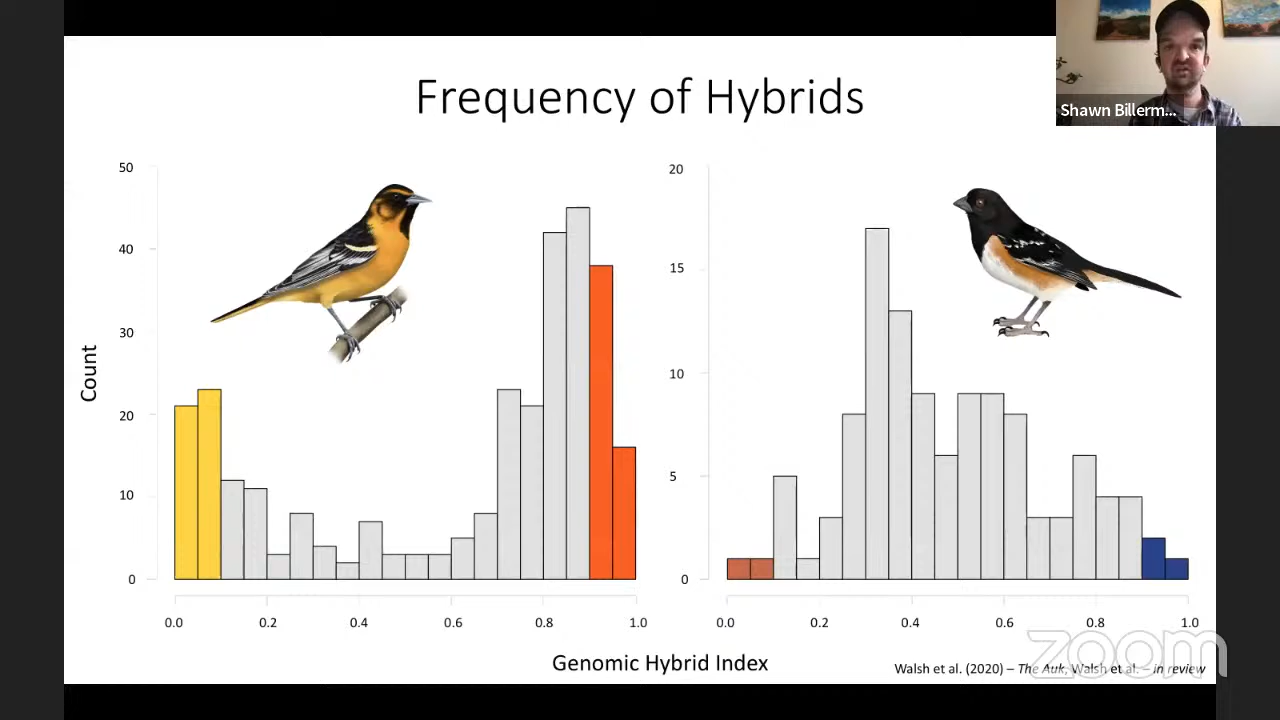 Frequency of Hybrids
Shawn Billerm...
Count
50
40
30
20
10
0
0.0 0.2 0.4 0.6 0.8 1.0
20
15
10
5
0
0.0 0.2 0.4 0.6 0.8 1.0
Genomic Hybrid Index
Walsh et al. (2020) – The Auk, Walsh et al. – in review
zoom